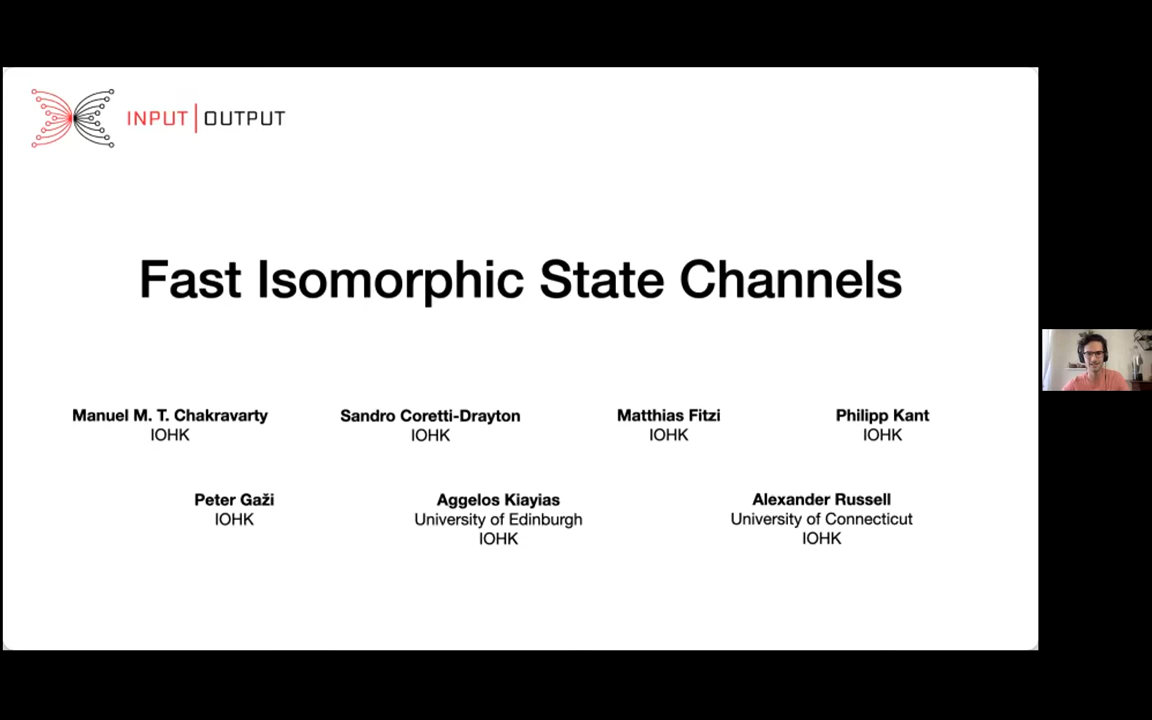 INPUT | OUTPUT
Fast Isomorphic State Channels
Manuel M. T. Chakravarty
IOHK
Sandro Coretti-Drayton
IOHK
Matthias Fitzi
IOHK
Philipp Kant
IOHK
Peter Gaži
IOHK
Aggelos Kiayias
University of Edinburgh
IOHK
Alexander Russell
University of Connecticut
IOHK